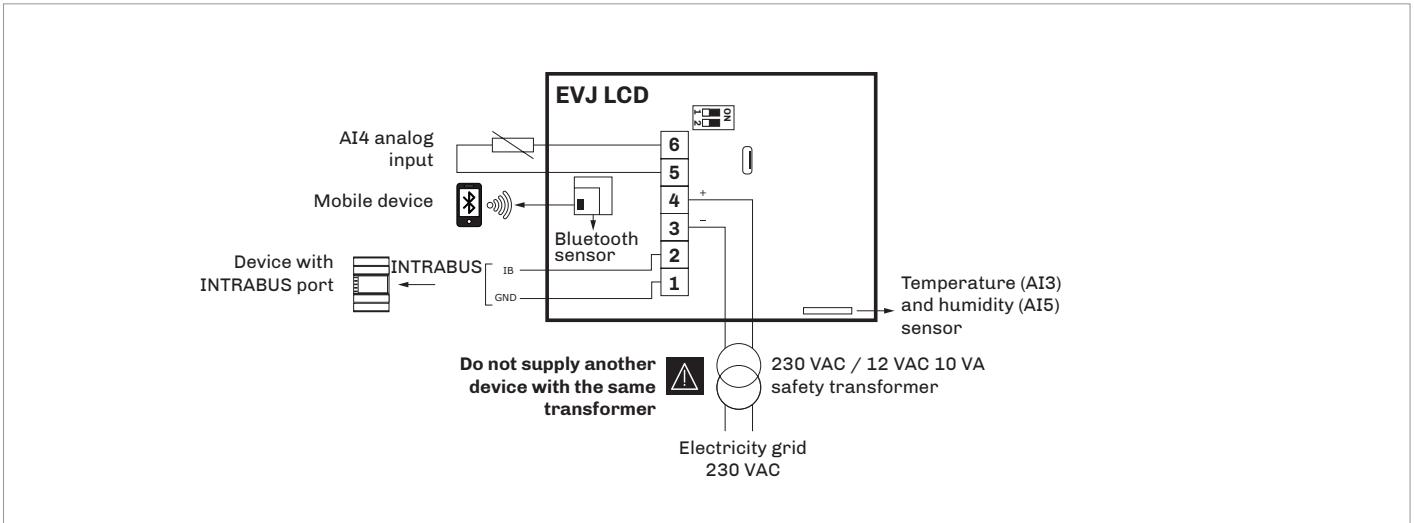 EVJ LCD
ON
1 2
AI4 analog
input
6
5
Mobile device
4
+
3
–
Bluetooth
sensor
2
1
Device with
INTRABUS port
INTRABUS
IB
GND
Temperature (AI3)
and humidity (AI5)
sensor
Do not supply another
device with the same
transformer
230 VAC / 12 VAC 10 VA
safety transformer
Electricity grid
230 VAC